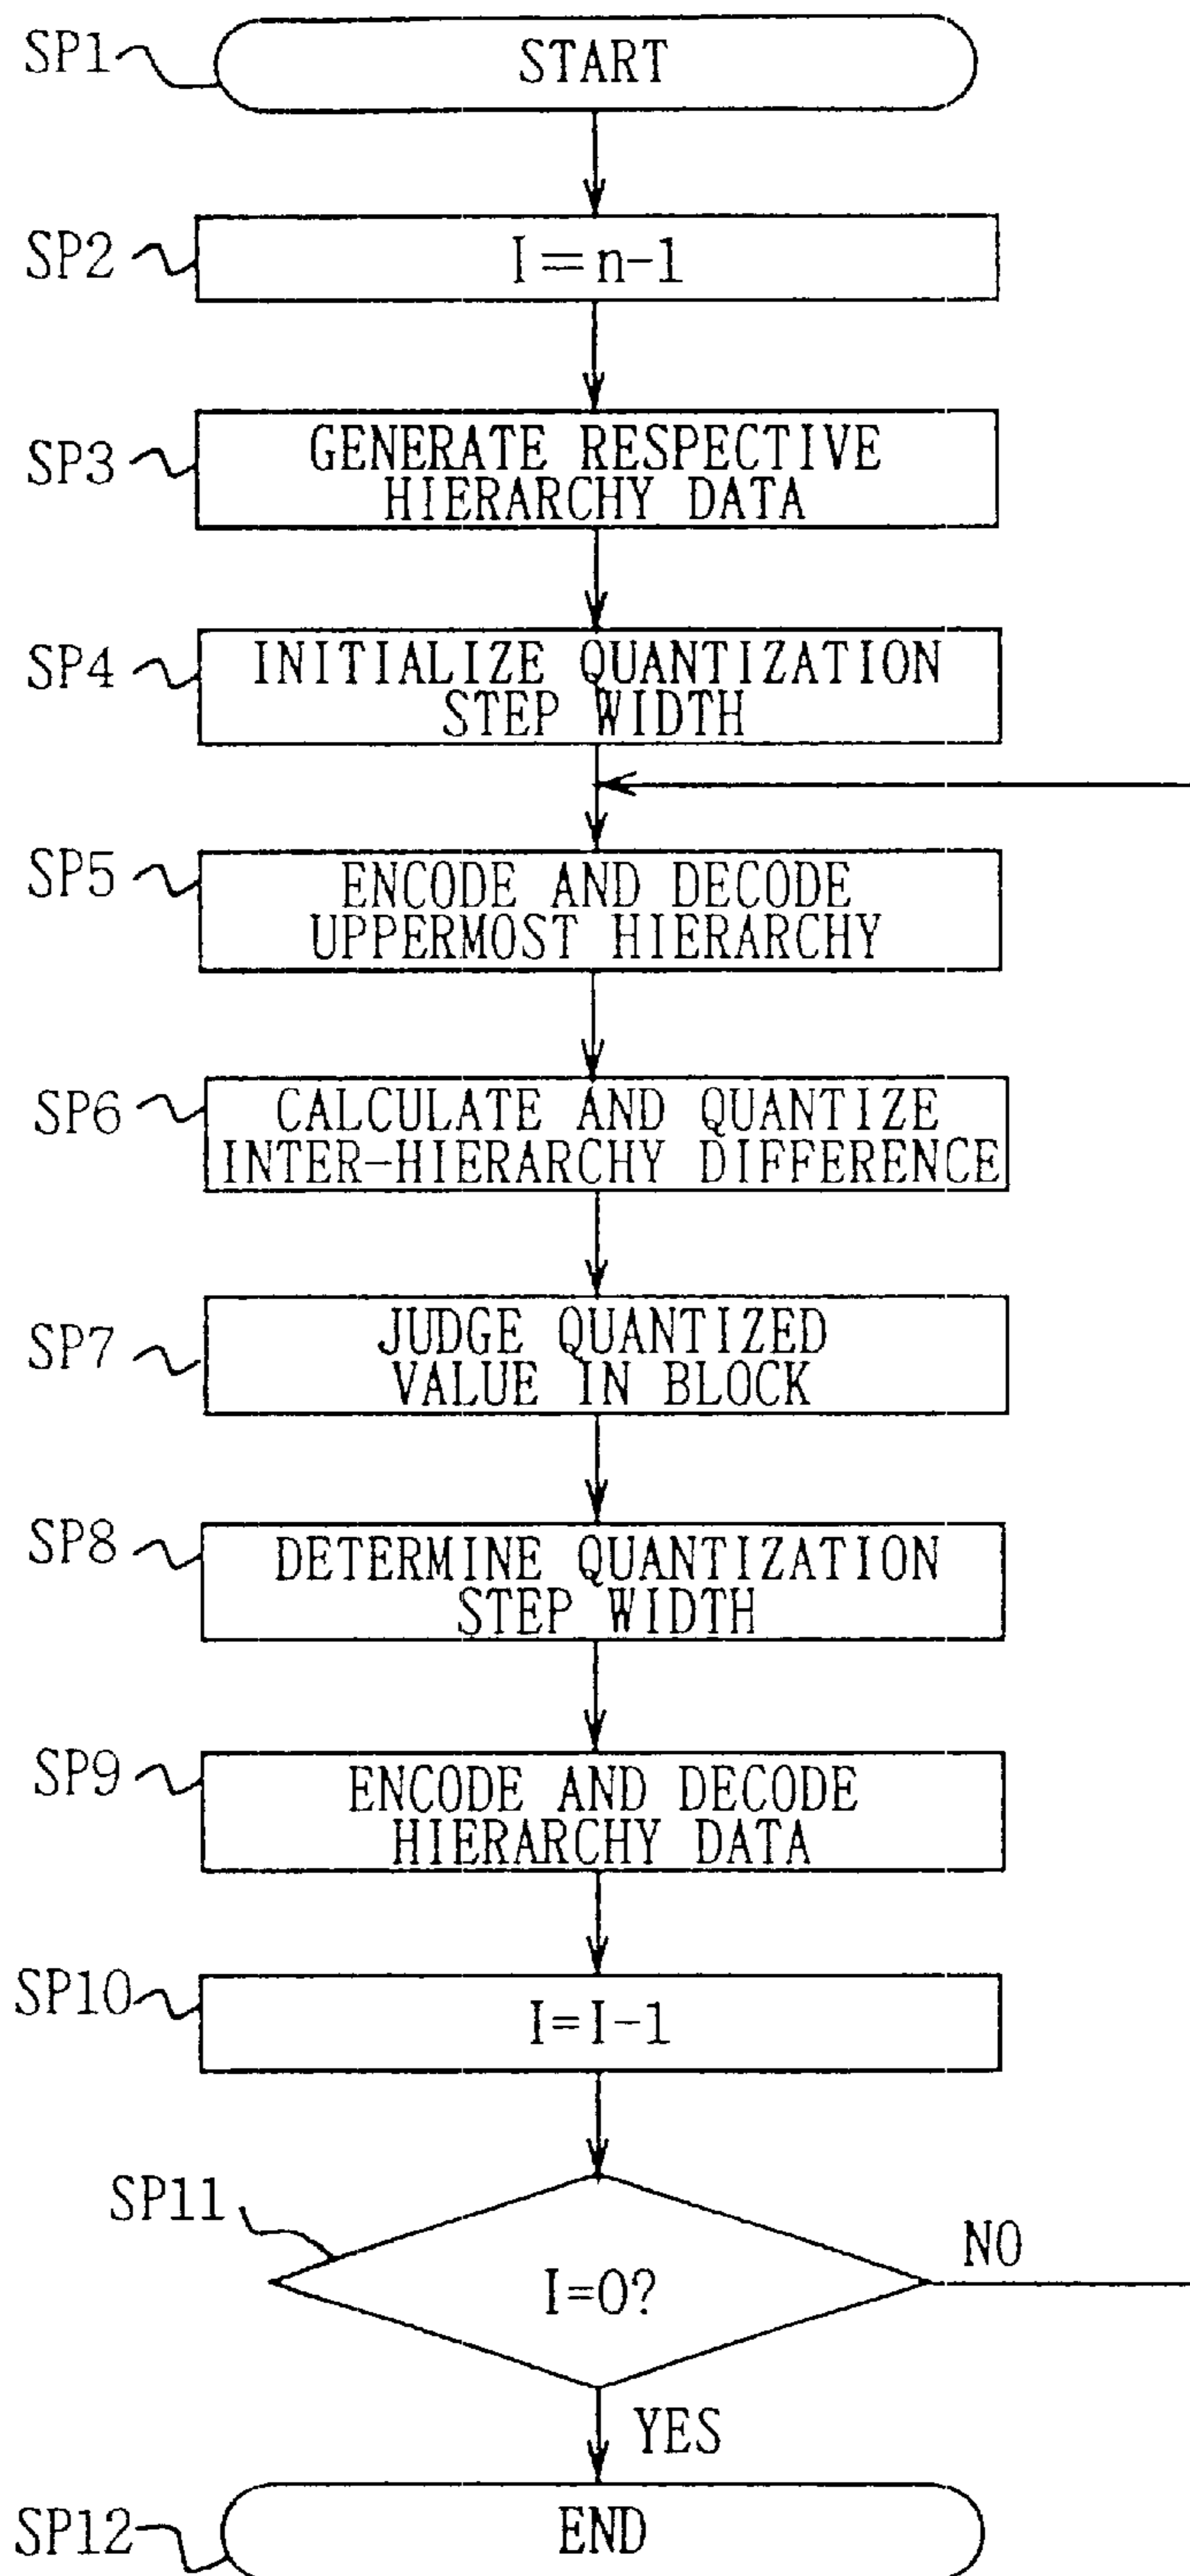 SP1
START
SP2
I=n-1
SP3
GENERATE RESPECTIVE
HIERARCHY DATA
SP4
INITIALIZE QUANTIZATION
STEP WIDTH
SP5
ENCODE AND DECODE
UPPERMOST HIERARCHY
SP6
CALCULATE AND QUANTIZE
INTER-HIERARCHY DIFFERENCE
SP7
JUDGE QUANTIZED
VALUE IN BLOCK
SP8
DETERMINE QUANTIZATION
STEP WIDTH
SP9
ENCODE AND DECODE
HIERARCHY DATA
SP10
I=I-1
SP11
I=0?
NO
YES
SP12
END